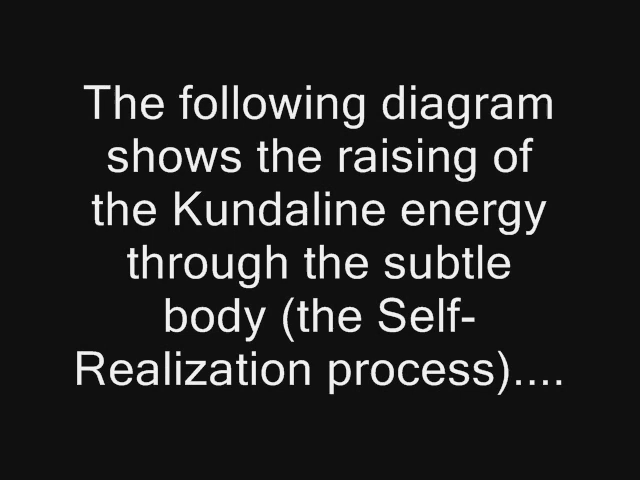 The following diagram
shows the raising of
the Kundaline energy
through the subtle
body (the Self-
Realization process)....